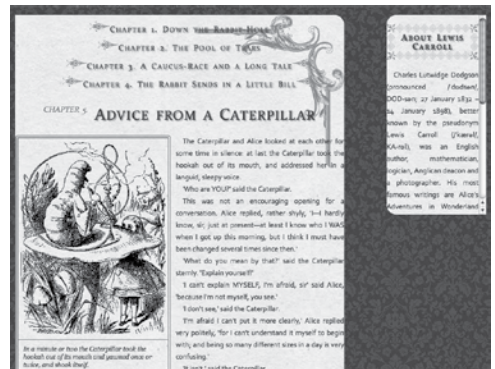 CHAPTER 1. DOWN THE RABBIT-HOLE
CHAPTER 2. THE POOL OF TEARS
CHAPTER 3. A CAUCUS-RACE AND A LONG TALE
CHAPTER 4. THE RABBIT SENDS IN A LITTLE BILL
CHAPTER 5 ADVICE FROM A CATERPILLAR
The Caterpillar and Alice looked at each other for
some time in silence: at last the Caterpillar took the
hookah out of its mouth, and addressed her in a
languid, sleepy voice.
'Who are YOU?' said the Caterpillar.
This was not an encouraging opening for a
conversation. Alice replied, rather shyly, 'I—I hardly
know, sir, just at present—at least I know who I WAS
when I got up this morning, but I think I must have
been changed several times since then.'
'What do you mean by that?' said the Caterpillar
sternly. 'Explain yourself!'
'I can't explain MYSELF, I'm afraid, sir' said Alice,
'because I'm not myself, you see.'
'I don't see,' said the Caterpillar.
'I'm afraid I can't put it more clearly,' Alice replied
very politely, 'for I can't understand it myself to begin
with; and being so many different sizes in a day is very
confusing.'
'It isn't,' said the Caterpillar.
In a minute or two the Caterpillar took the
hookah out of its mouth and yawned once or
twice, and shook itself.
ABOUT LEWIS
CARROLL
Charles Lutwidge Dodgson
(pronounced /ˈdɒdsən/,
DOD-sən; 27 January 1832 –
14 January 1898), better
known by the pseudonym
Lewis Carroll (/ˈkærəl/,
KA-rəl), was an English
author, mathematician,
logician, Anglican deacon and
a photographer. His most
famous writings are Alice's
Adventures in Wonderland